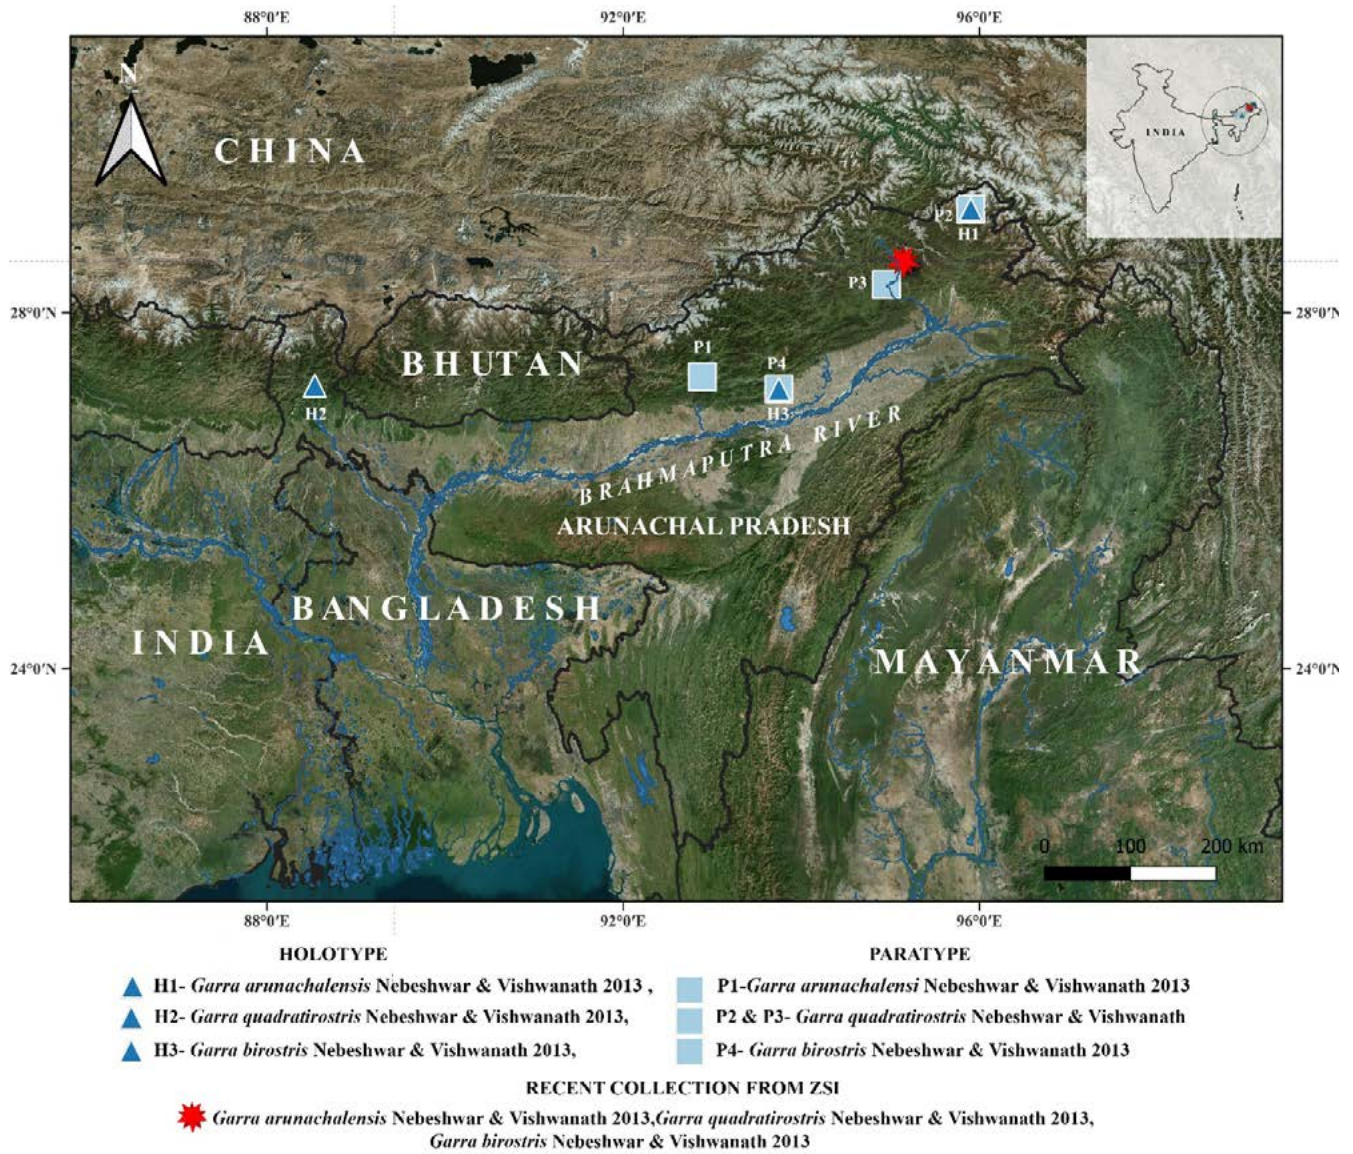 88°0'E 92°0'E 96°0'E
N
CHINA
INDIA
P2
H1
P3
28°0'N 28°0'N
BHUTAN
P1
P4
H2
H3
BRAHMAPUTRA RIVER
ARUNACHAL PRADESH
BANGLADESH
INDIA
MAYANMAR
24°0'N 24°0'N
0 100 200 km
88°0'E 92°0'E 96°0'E
HOLOTYPE PARATYPE
H1- Garra arunachalensis Nebeshwar & Vishwanath 2013 , P1-Garra arunachalensi Nebeshwar & Vishwanath 2013
H2- Garra quadratirostris Nebeshwar & Vishwanath 2013, P2 & P3- Garra quadratirostris Nebeshwar & Vishwanath
H3- Garra birostris Nebeshwar & Vishwanath 2013, P4- Garra birostris Nebeshwar & Vishwanath 2013
RECENT COLLECTION FROM ZSI
Garra arunachalensis Nebeshwar & Vishwanath 2013,Garra quadratirostris Nebeshwar & Vishwanath 2013,
Garra birostris Nebeshwar & Vishwanath 2013